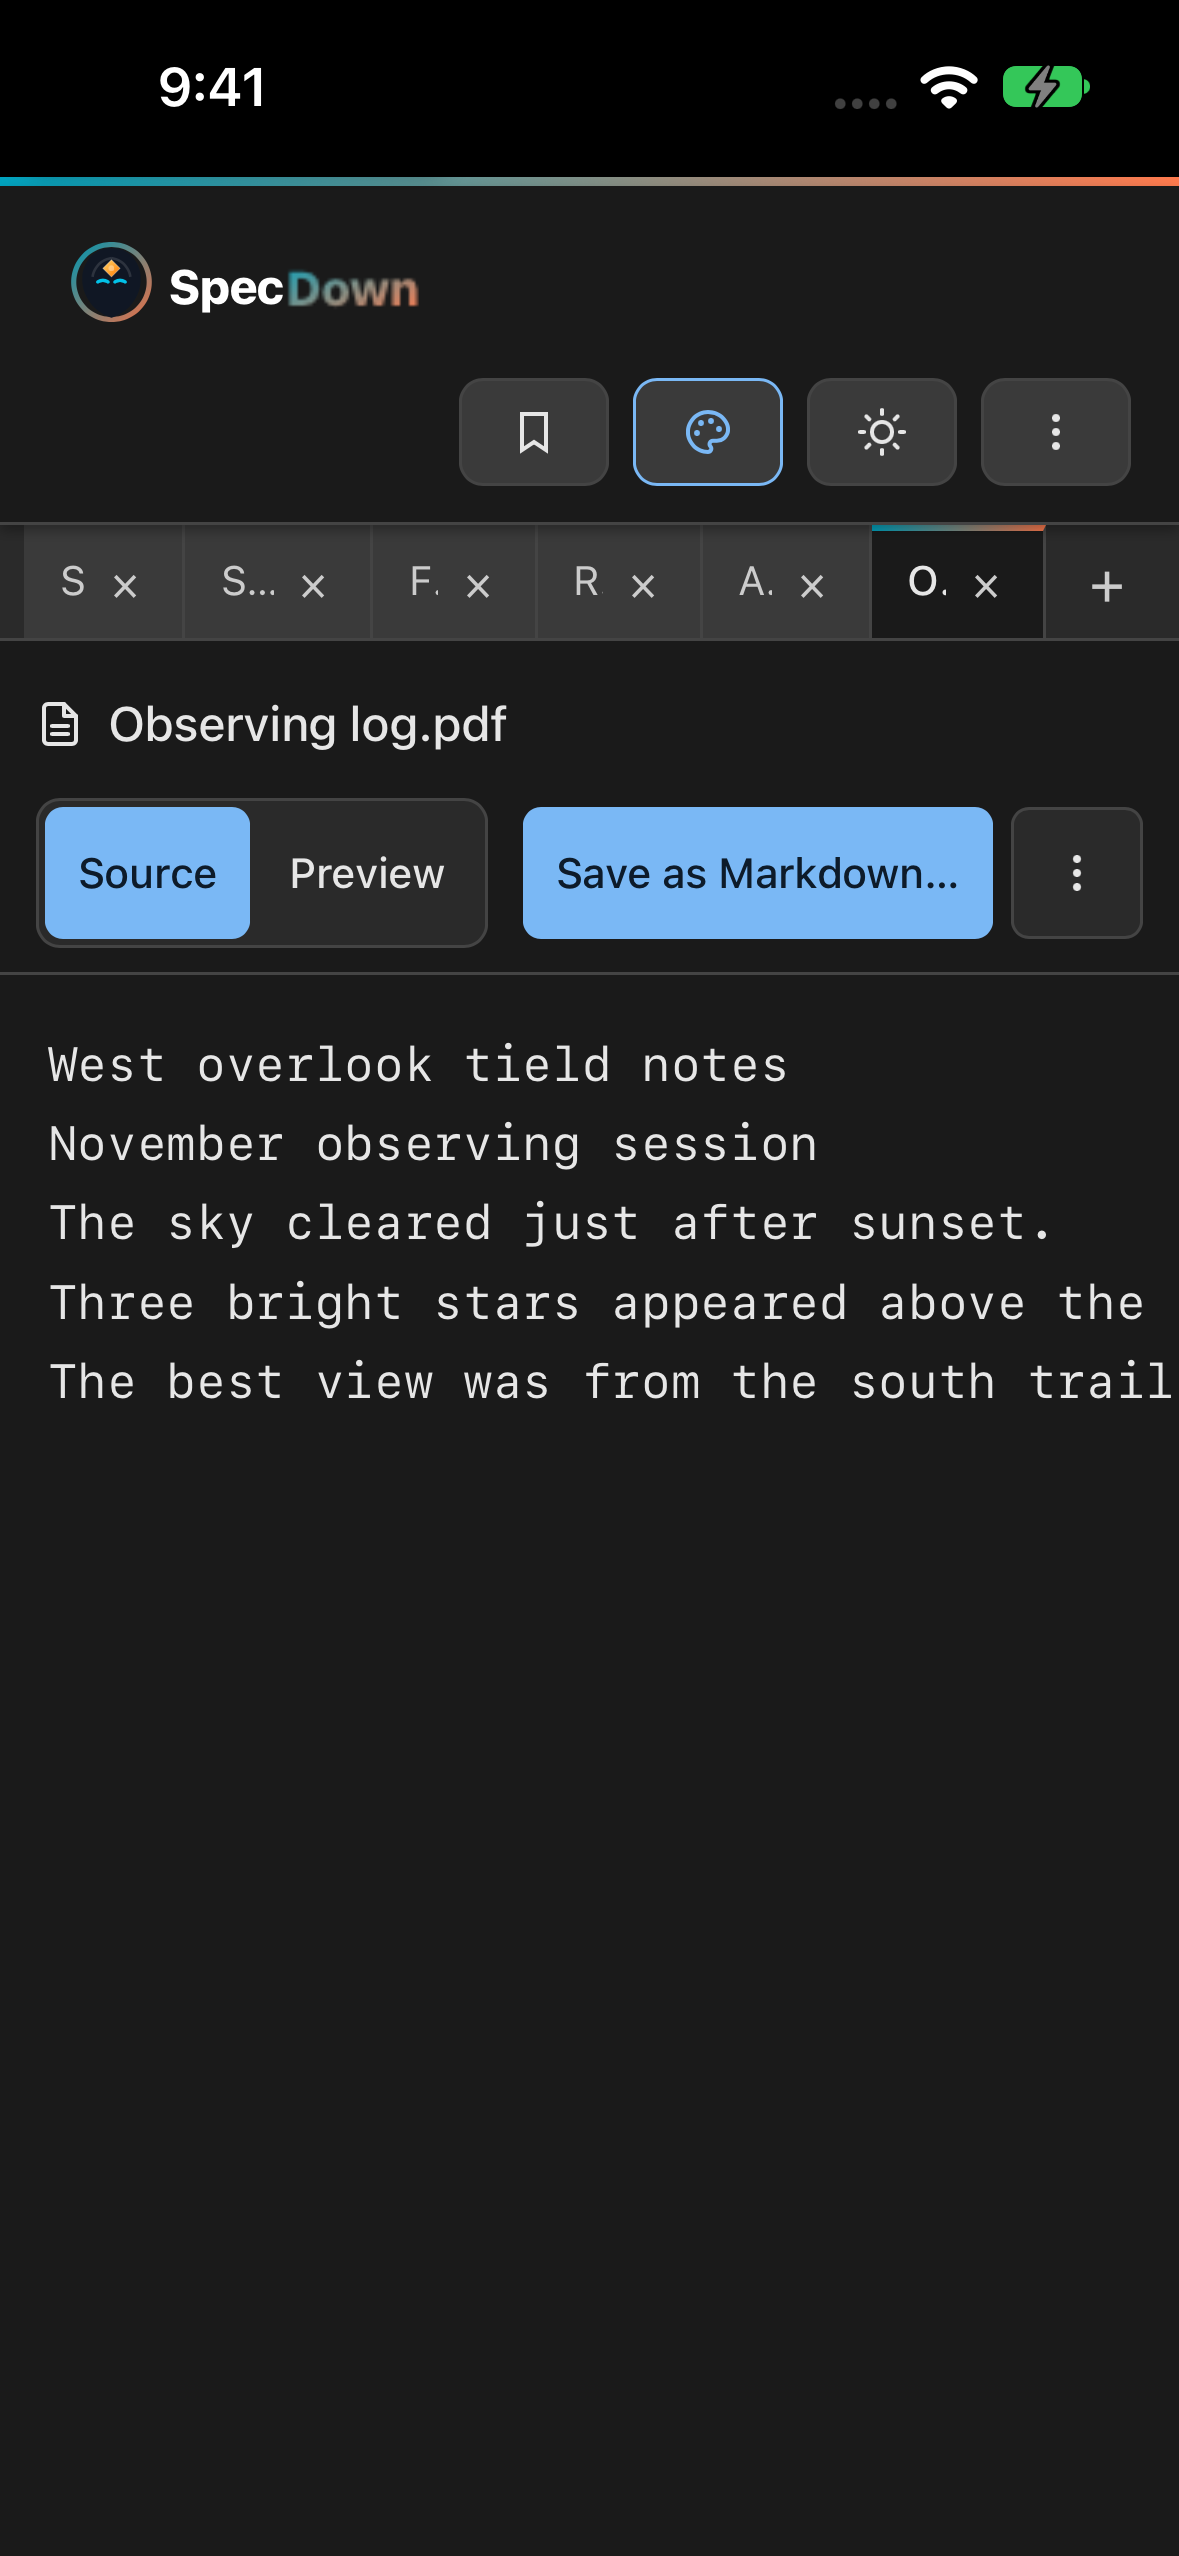 9:41
SpecDown
S
S...
F.
R.
A.
O.
Observing log.pdf
Source Preview Save as Markdown...
West overlook tield notes
November observing session
The sky cleared just after sunset.
Three bright stars appeared above the
The best view was from the south trail